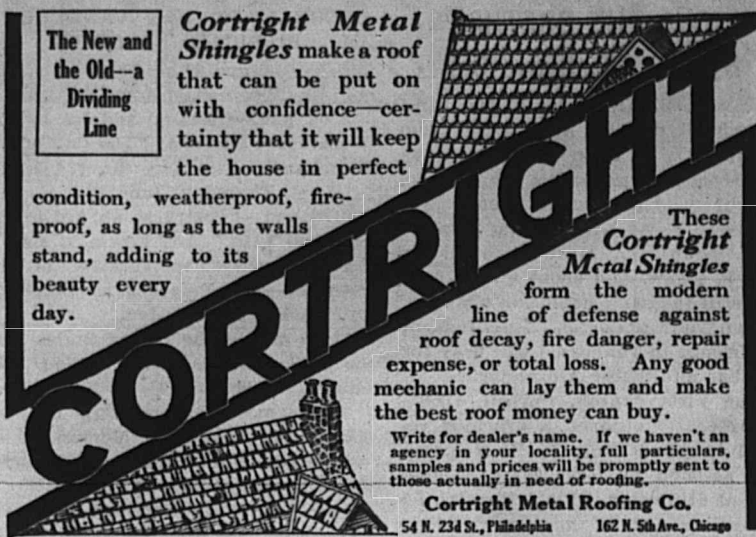 The New and
the Old—a
Dividing
Line
Cortright Metal
Shingles make a roof
that can be put on
with confidence—cer-
tainty that it will keep
the house in perfect
condition, weatherproof, fire-
proof, as long as the walls
stand, adding to its
beauty every
day.
CORTRIGHT
These
Cortright
Metal Shingles
form the modern
line of defense against
roof decay, fire danger, repair
expense, or total loss. Any good
mechanic can lay them and make
the best roof money can buy.
Write for dealer's name. If we haven't an
agency in your locality, full particulars,
samples and prices will be promptly sent to
those actually in need of roofing.
Cortright Metal Roofing Co.
54 N. 23d St., Philadelphia 162 N. 5th Ave., Chicago